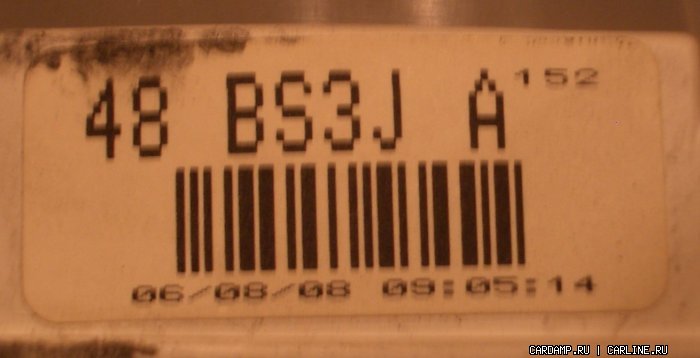 48 BS3J A 152
06/08/08 09:05:14
CARDAMP.RU | CARLINE.RU